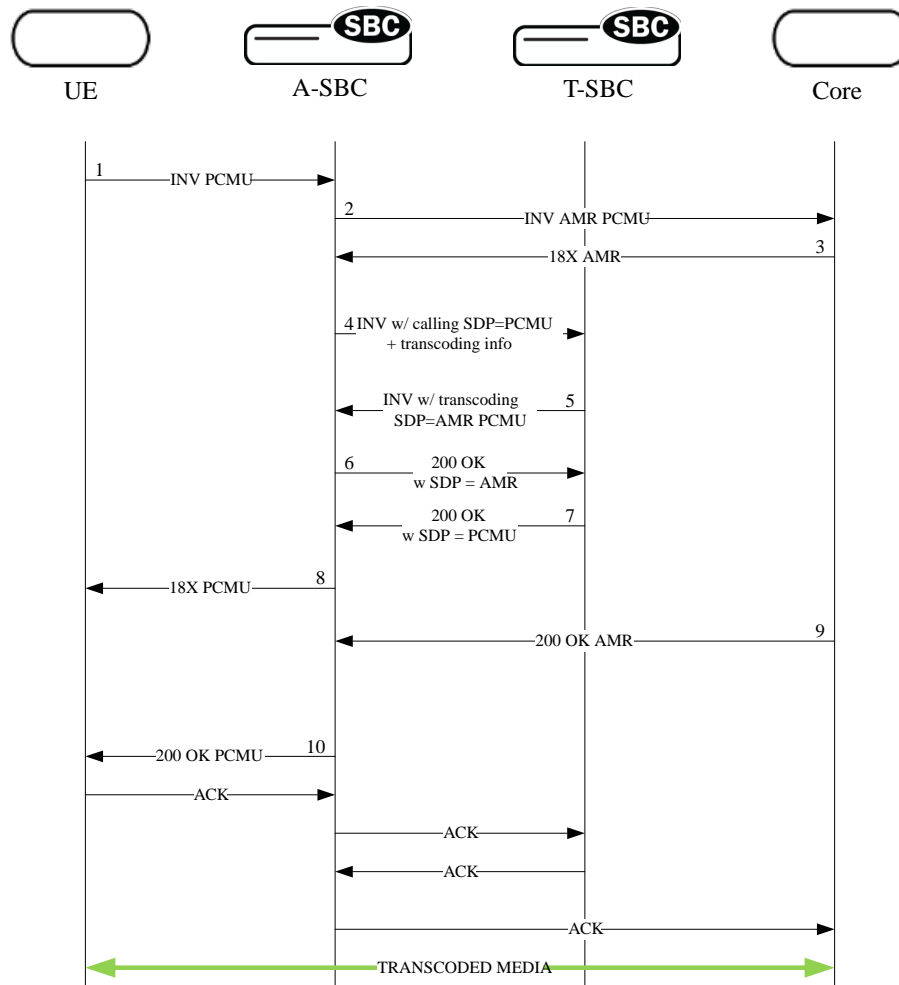 SBC
SBC
UE
A-SBC
T-SBC
Core
1
INV PCMU
2
INV AMR PCMU
18X AMR
3
4
INV w/ calling SDP=PCMU
+ transcoding info
INV w/ transcoding
SDP=AMR PCMU
5
6
200 OK
w SDP = AMR
200 OK
w SDP = PCMU
7
18X PCMU
8
200 OK AMR
9
200 OK PCMU
10
ACK
ACK
ACK
ACK
TRANSCODED MEDIA